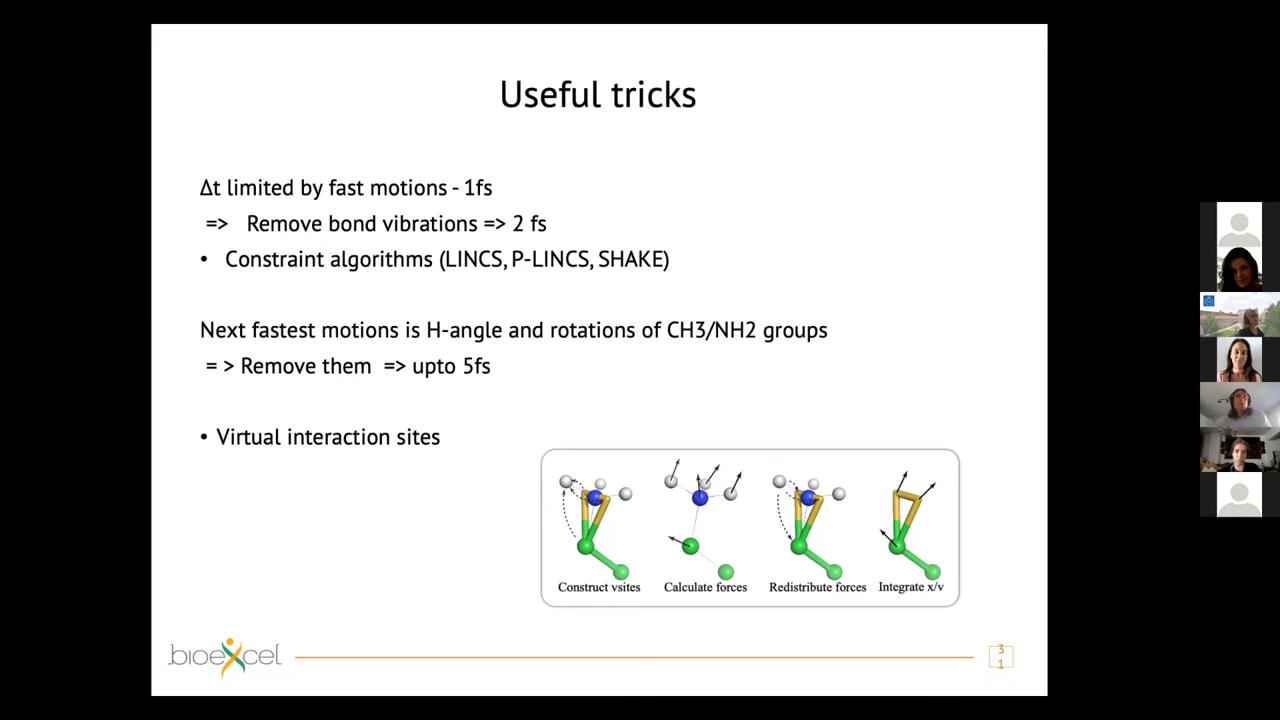 Useful tricks
Δt limited by fast motions - 1fs
=> Remove bond vibrations => 2 fs
• Constraint algorithms (LINCS, P-LINCS, SHAKE)
Next fastest motions is H-angle and rotations of CH3/NH2 groups
= > Remove them => upto 5fs
• Virtual interaction sites
Construct vsites
Calculate forces
Redistribute forces
Integrate x/v
bioexcel
3
1